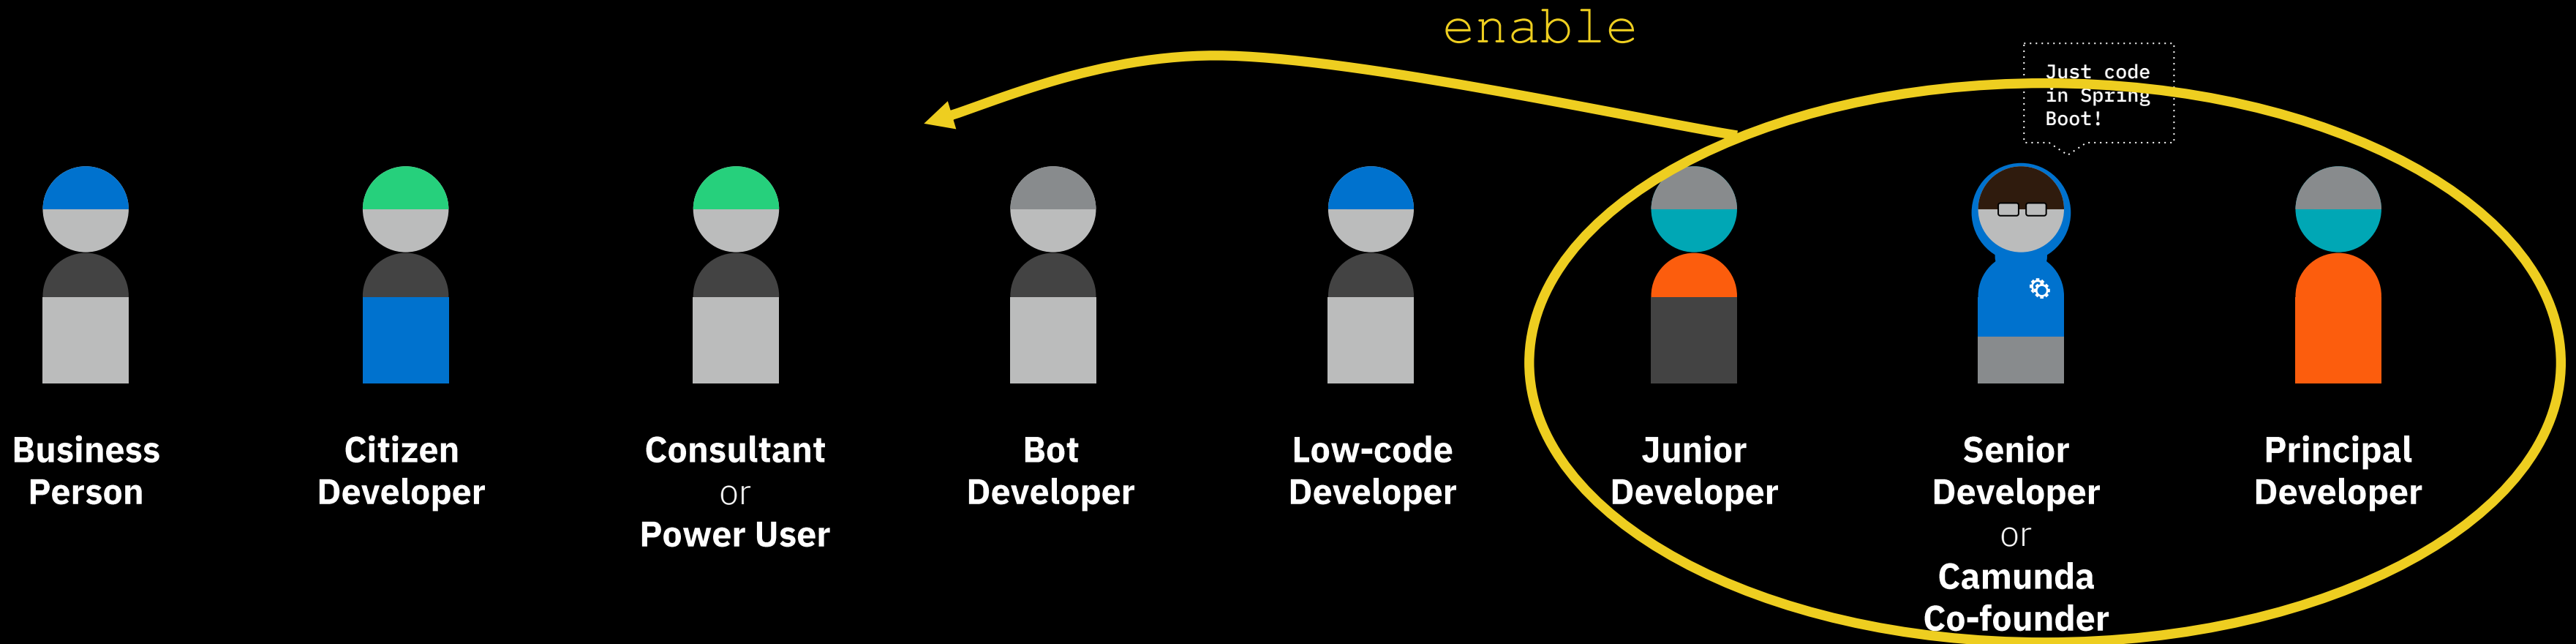 enable
Just code
in Spring
Boot!
Business
Person
Citizen
Developer
Consultant
or
Power User
Bot
Developer
Low-code
Developer
Junior
Developer
Senior
Developer
or
Camunda
Co-founder
Principal
Developer